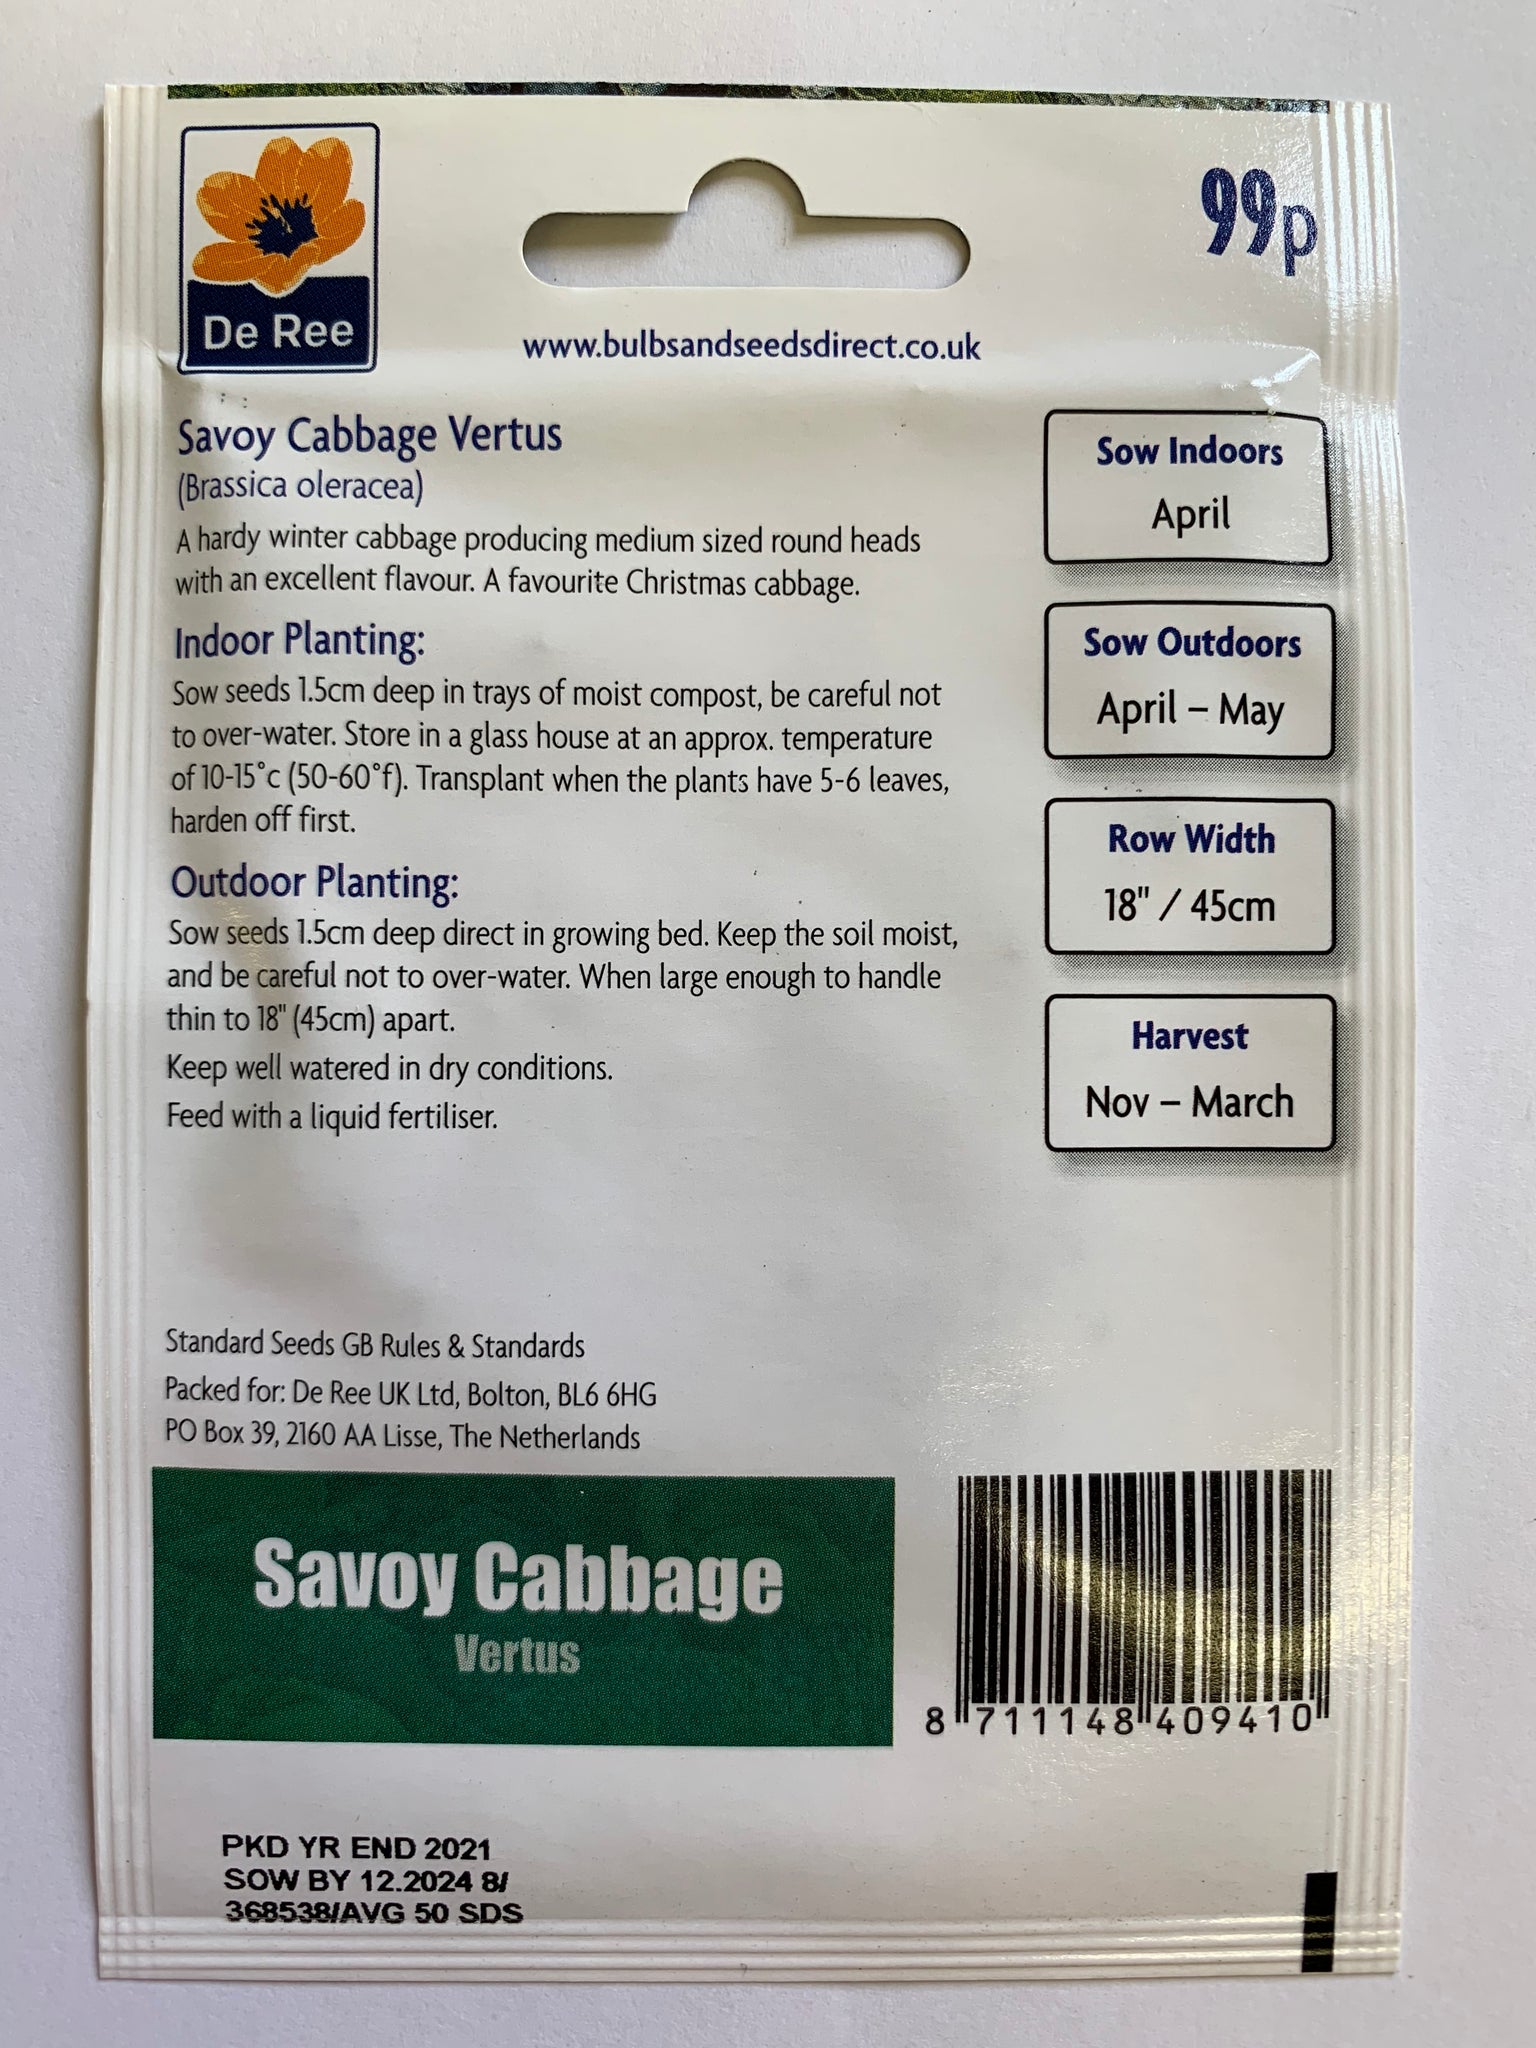 De Ree
99p
www.bulbsandseedsdirect.co.uk
Savoy Cabbage Vertus
(Brassica oleracea)
A hardy winter cabbage producing medium sized round heads
with an excellent flavour. A favourite Christmas cabbage.
Indoor Planting:
Sow seeds 1.5cm deep in trays of moist compost, be careful not
to over-water. Store in a glass house at an approx. temperature
of 10-15°c (50-60°f). Transplant when the plants have 5-6 leaves,
harden off first.
Outdoor Planting:
Sow seeds 1.5cm deep direct in growing bed. Keep the soil moist,
and be careful not to over-water. When large enough to handle
thin to 18" (45cm) apart.
Keep well watered in dry conditions.
Feed with a liquid fertiliser.
Sow Indoors
April
Sow Outdoors
April – May
Row Width
18" / 45cm
Harvest
Nov – March
Standard Seeds GB Rules & Standards
Packed for: De Ree UK Ltd, Bolton, BL6 6HG
PO Box 39, 2160 AA Lisse, The Netherlands
Savoy Cabbage
Vertus
8 711148 409410
PKD YR END 2021
SOW BY 12.2024 8/
368538/AVG 50 SDS